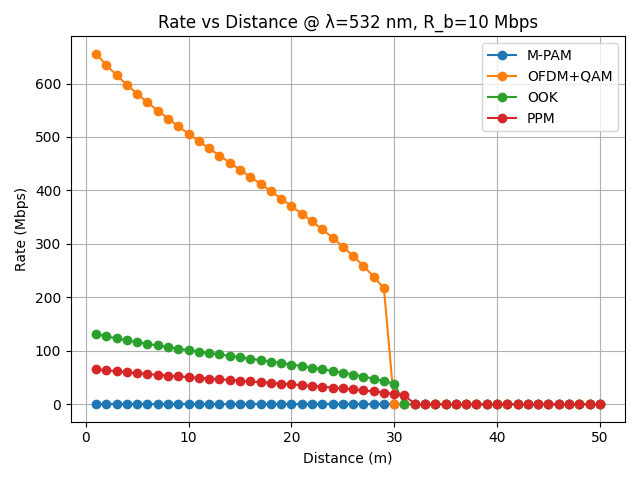 Rate vs Distance @ λ=532 nm, R_b=10 Mbps
M-PAM
OFDM+QAM
OOK
PPM
Rate (Mbps)
600
500
400
300
200
100
0
0
10
20
30
40
50
Distance (m)